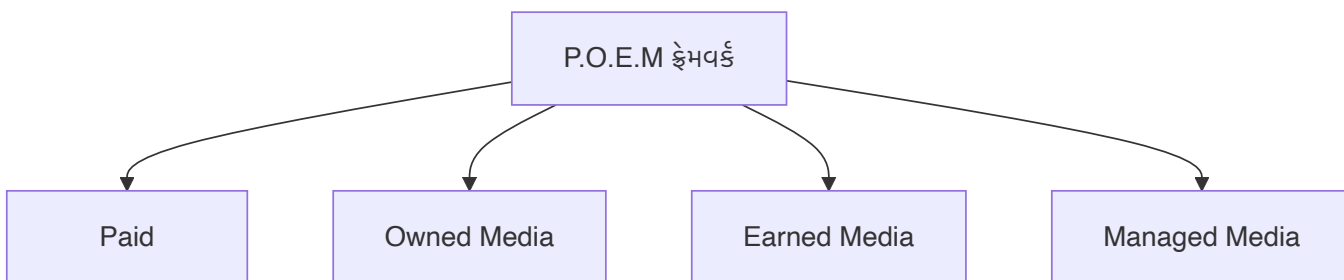 P.O.E.M ફ્રેમવર્ક
Paid
Owned Media
Earned Media
Managed Media